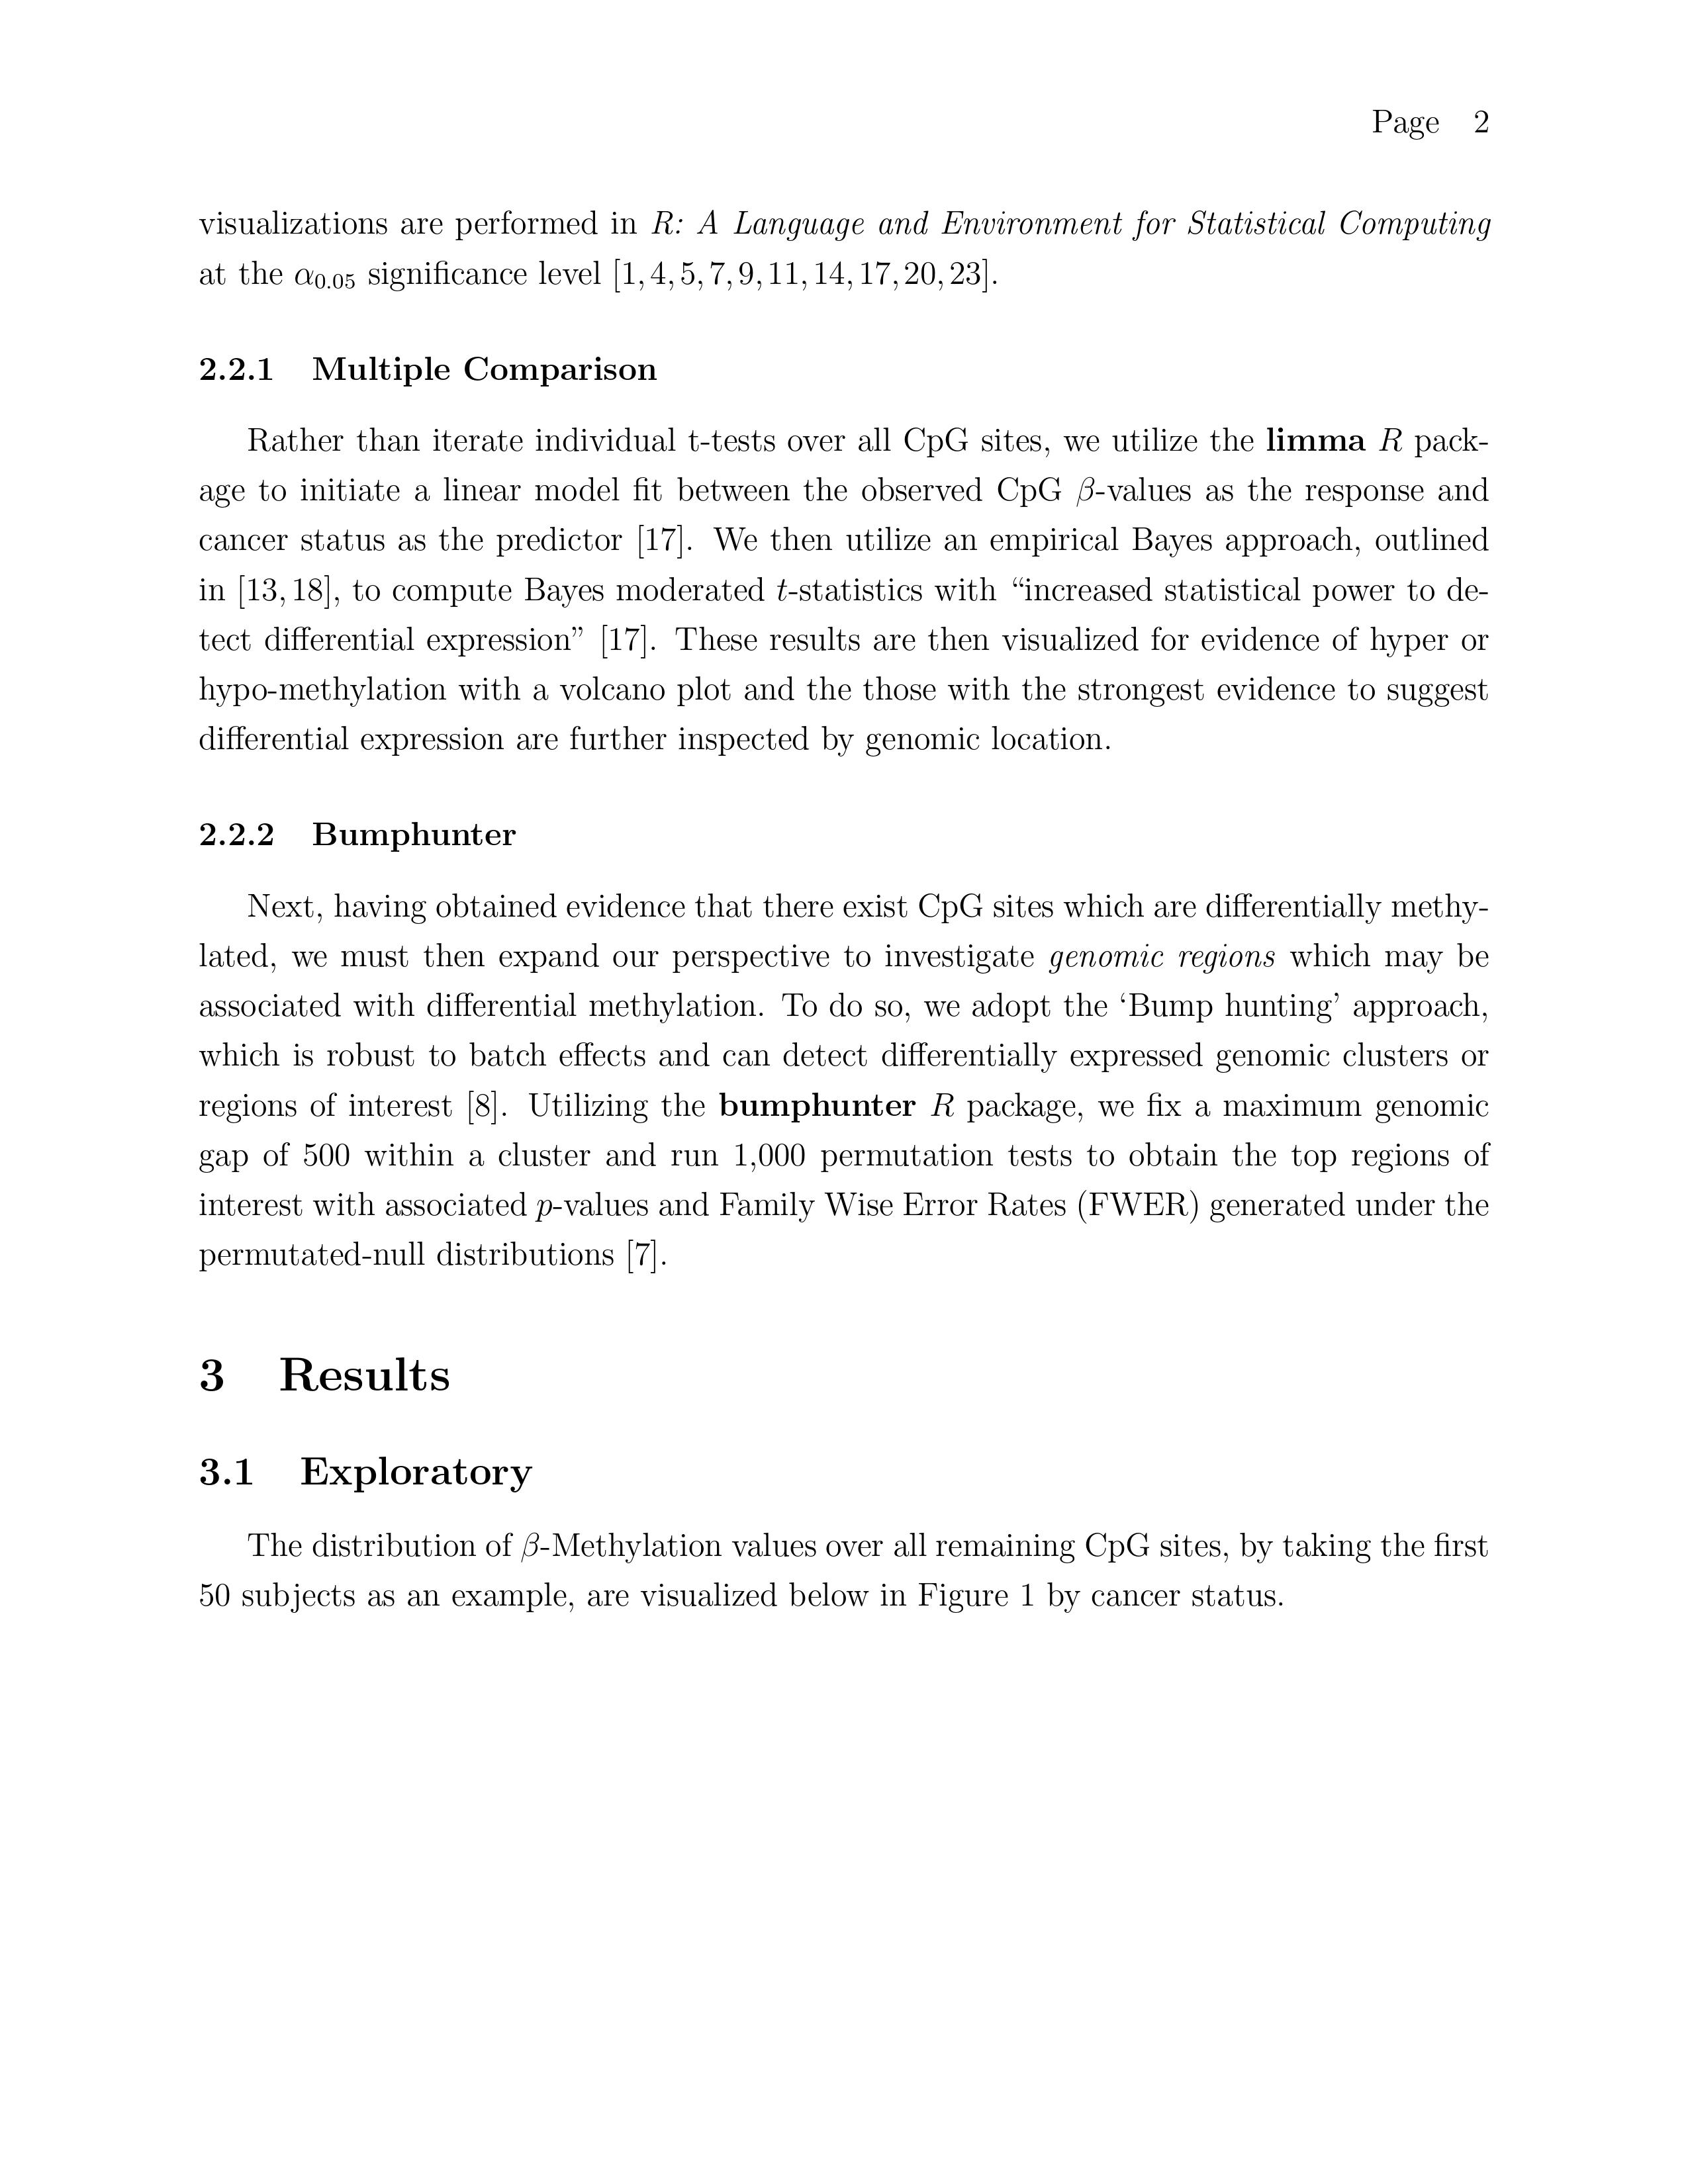 Page 2
visualizations are performed in R: A Language and Environment for Statistical Computing
at the α0.05 significance level [1, 4, 5, 7, 9, 11, 14, 17, 20, 23].
2.2.1 Multiple Comparison
Rather than iterate individual t-tests over all CpG sites, we utilize the limma R pack-
age to initiate a linear model fit between the observed CpG β-values as the response and
cancer status as the predictor [17]. We then utilize an empirical Bayes approach, outlined
in [13, 18], to compute Bayes moderated t-statistics with “increased statistical power to de-
tect differential expression” [17]. These results are then visualized for evidence of hyper or
hypo-methylation with a volcano plot and the those with the strongest evidence to suggest
differential expression are further inspected by genomic location.
2.2.2 Bumphunter
Next, having obtained evidence that there exist CpG sites which are differentially methy-
lated, we must then expand our perspective to investigate genomic regions which may be
associated with differential methylation. To do so, we adopt the ‘Bump hunting’ approach,
which is robust to batch effects and can detect differentially expressed genomic clusters or
regions of interest [8]. Utilizing the bumphunter R package, we fix a maximum genomic
gap of 500 within a cluster and run 1,000 permutation tests to obtain the top regions of
interest with associated p-values and Family Wise Error Rates (FWER) generated under the
permutated-null distributions [7].
3 Results
3.1 Exploratory
The distribution of β-Methylation values over all remaining CpG sites, by taking the first
50 subjects as an example, are visualized below in Figure 1 by cancer status.